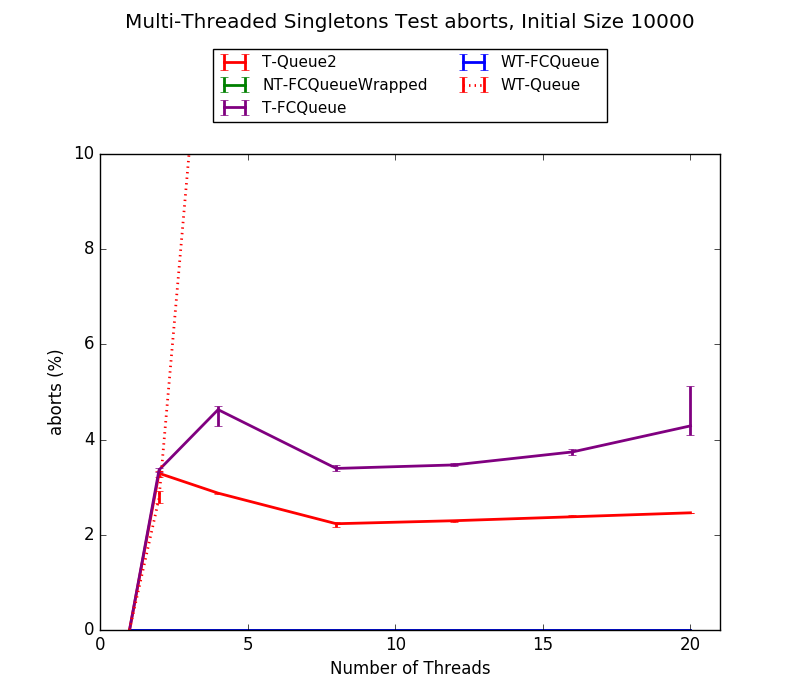 Multi-Threaded Singletons Test aborts, Initial Size 10000
T-Queue2
NT-FCQueueWrapped
T-FCQueue
WT-FCQueue
WT-Queue
10
8
6
4
2
0
aborts (%)
0 5 10 15 20
Number of Threads